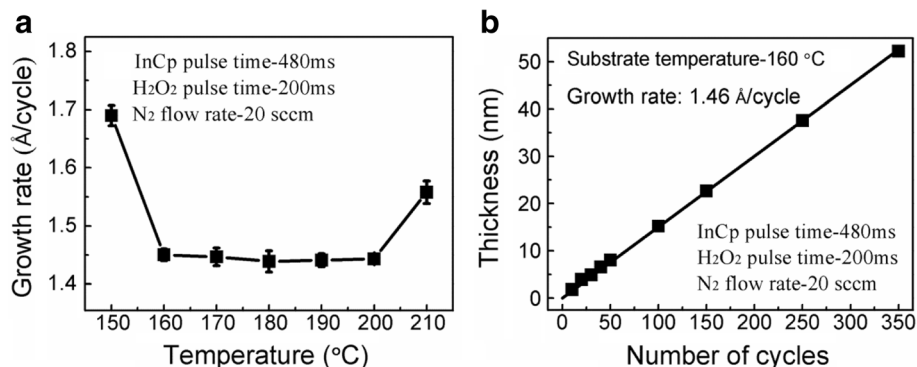 a
InCp pulse time-480ms
H2O2 pulse time-200ms
N2 flow rate-20 sccm
Growth rate (Å/cycle)
1.8
1.7
1.6
1.5
1.4
150 160 170 180 190 200 210
Temperature (°C)
b
Substrate temperature-160 °C
Growth rate: 1.46 Å/cycle
InCp pulse time-480ms
H2O2 pulse time-200ms
N2 flow rate-20 sccm
Thickness (nm)
50
40
30
20
10
0
0 50 100 150 200 250 300 350
Number of cycles